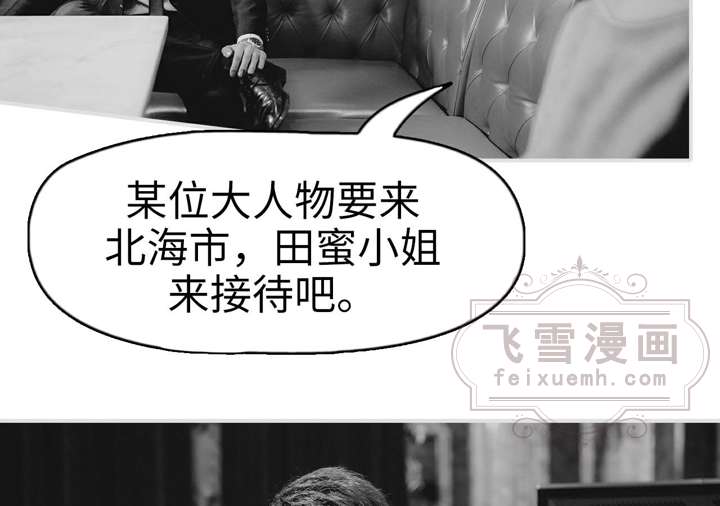 某位大人物要来
北海市，田蜜小姐
来接待吧。
飞雪漫画
feixuemh.com